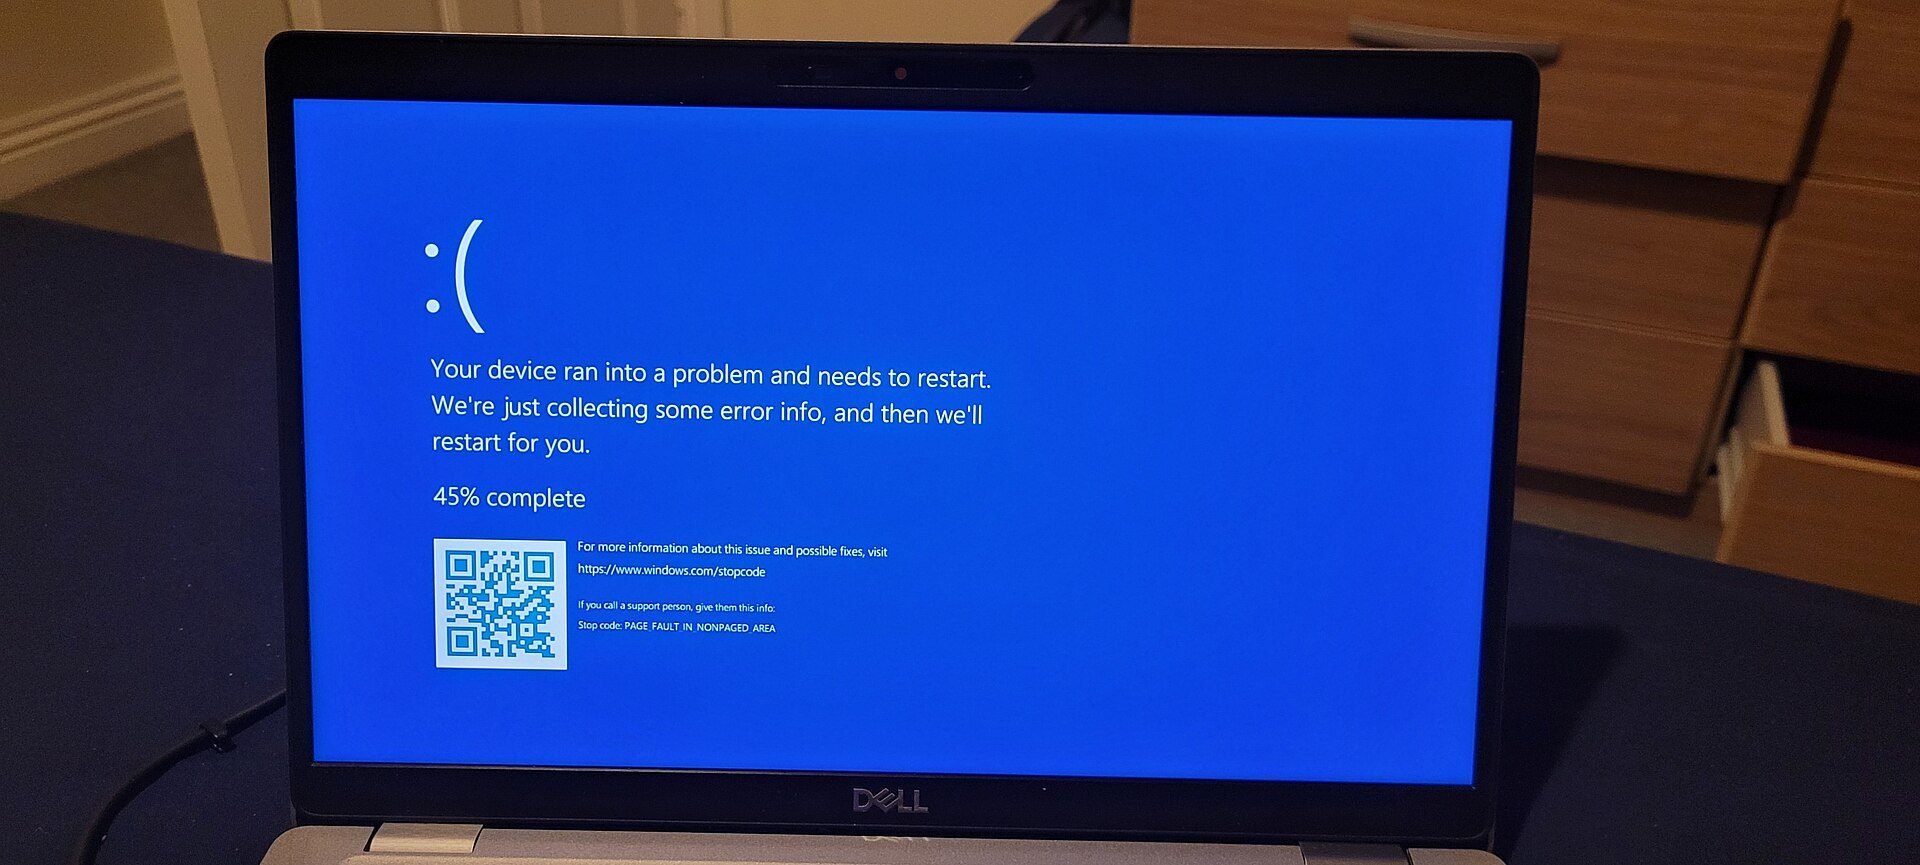 :(
Your device ran into a problem and needs to restart.
We're just collecting some error info, and then we'll
restart for you.
45% complete
For more information about this issue and possible fixes, visit
https://www.windows.com/stopcode
If you call a support person, give them this info:
Stop code: PAGE_FAULT_IN_NONPAGED_AREA
DELL